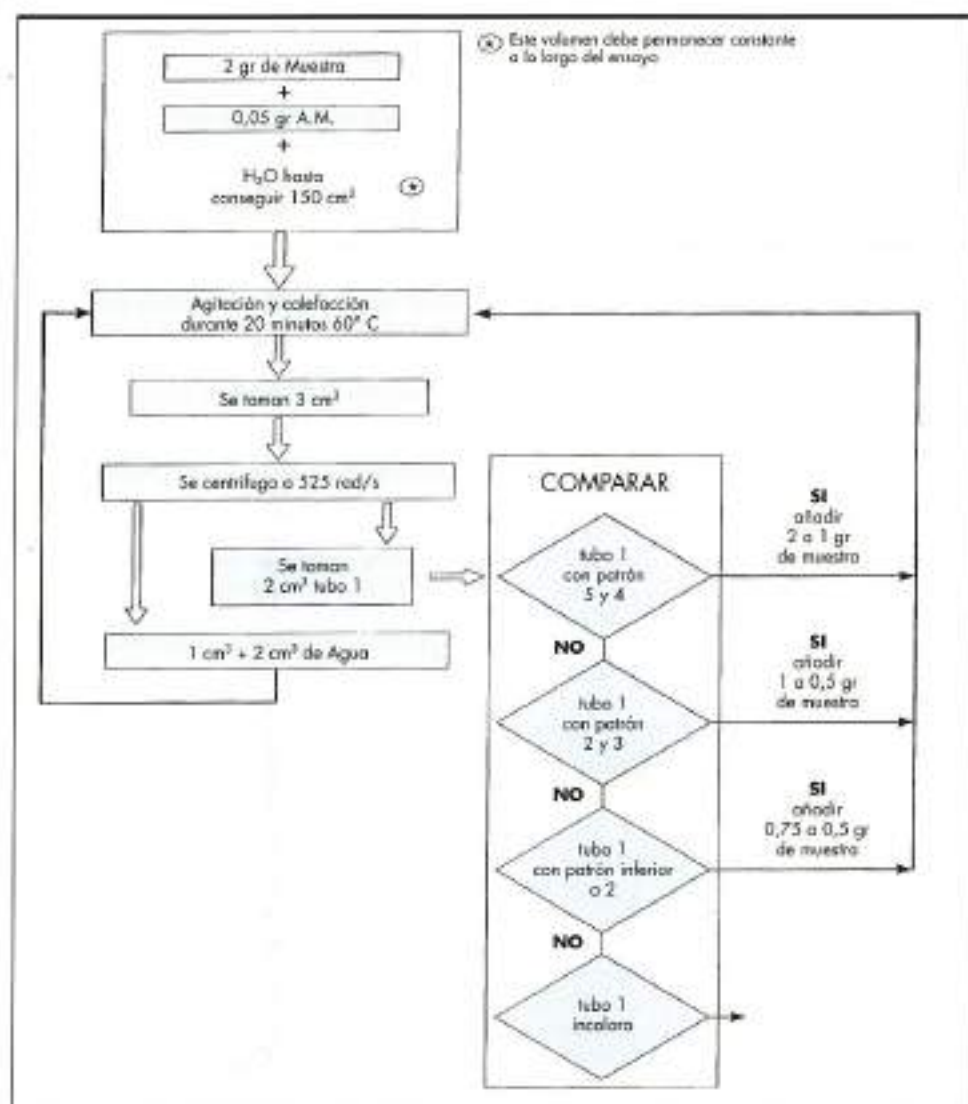 2 gr de Muestra
+
0,05 gr A.M.
+
H₂O hasta
conseguir 150 cm³
Este volumen debe permanecer constante
a lo largo del ensayo
Agitación y calefacción
durante 20 minutos 60° C
Se toman 3 cm³
Se centrifuga a 525 rad/s
Se toman
2 cm³ tubo 1
1 cm³ + 2 cm³ de Agua
COMPARAR
tubo 1
con patrón
5 y 4
SI
añadir
2 a 1 gr
de muestra
NO
tubo 1
con patrón
2 y 3
SI
añadir
1 a 0,5 gr
de muestra
NO
tubo 1
con patrón inferior
a 2
SI
añadir
0,75 a 0,5 gr
de muestra
NO
tubo 1
incolora